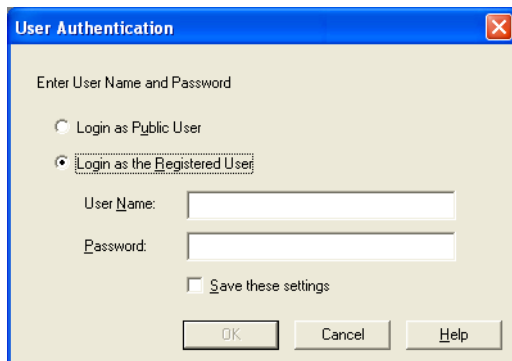 User Authentication
Enter User Name and Password
Login as Public User
Login as the Registered User
User Name:
Password:
Save these settings
OK Cancel Help